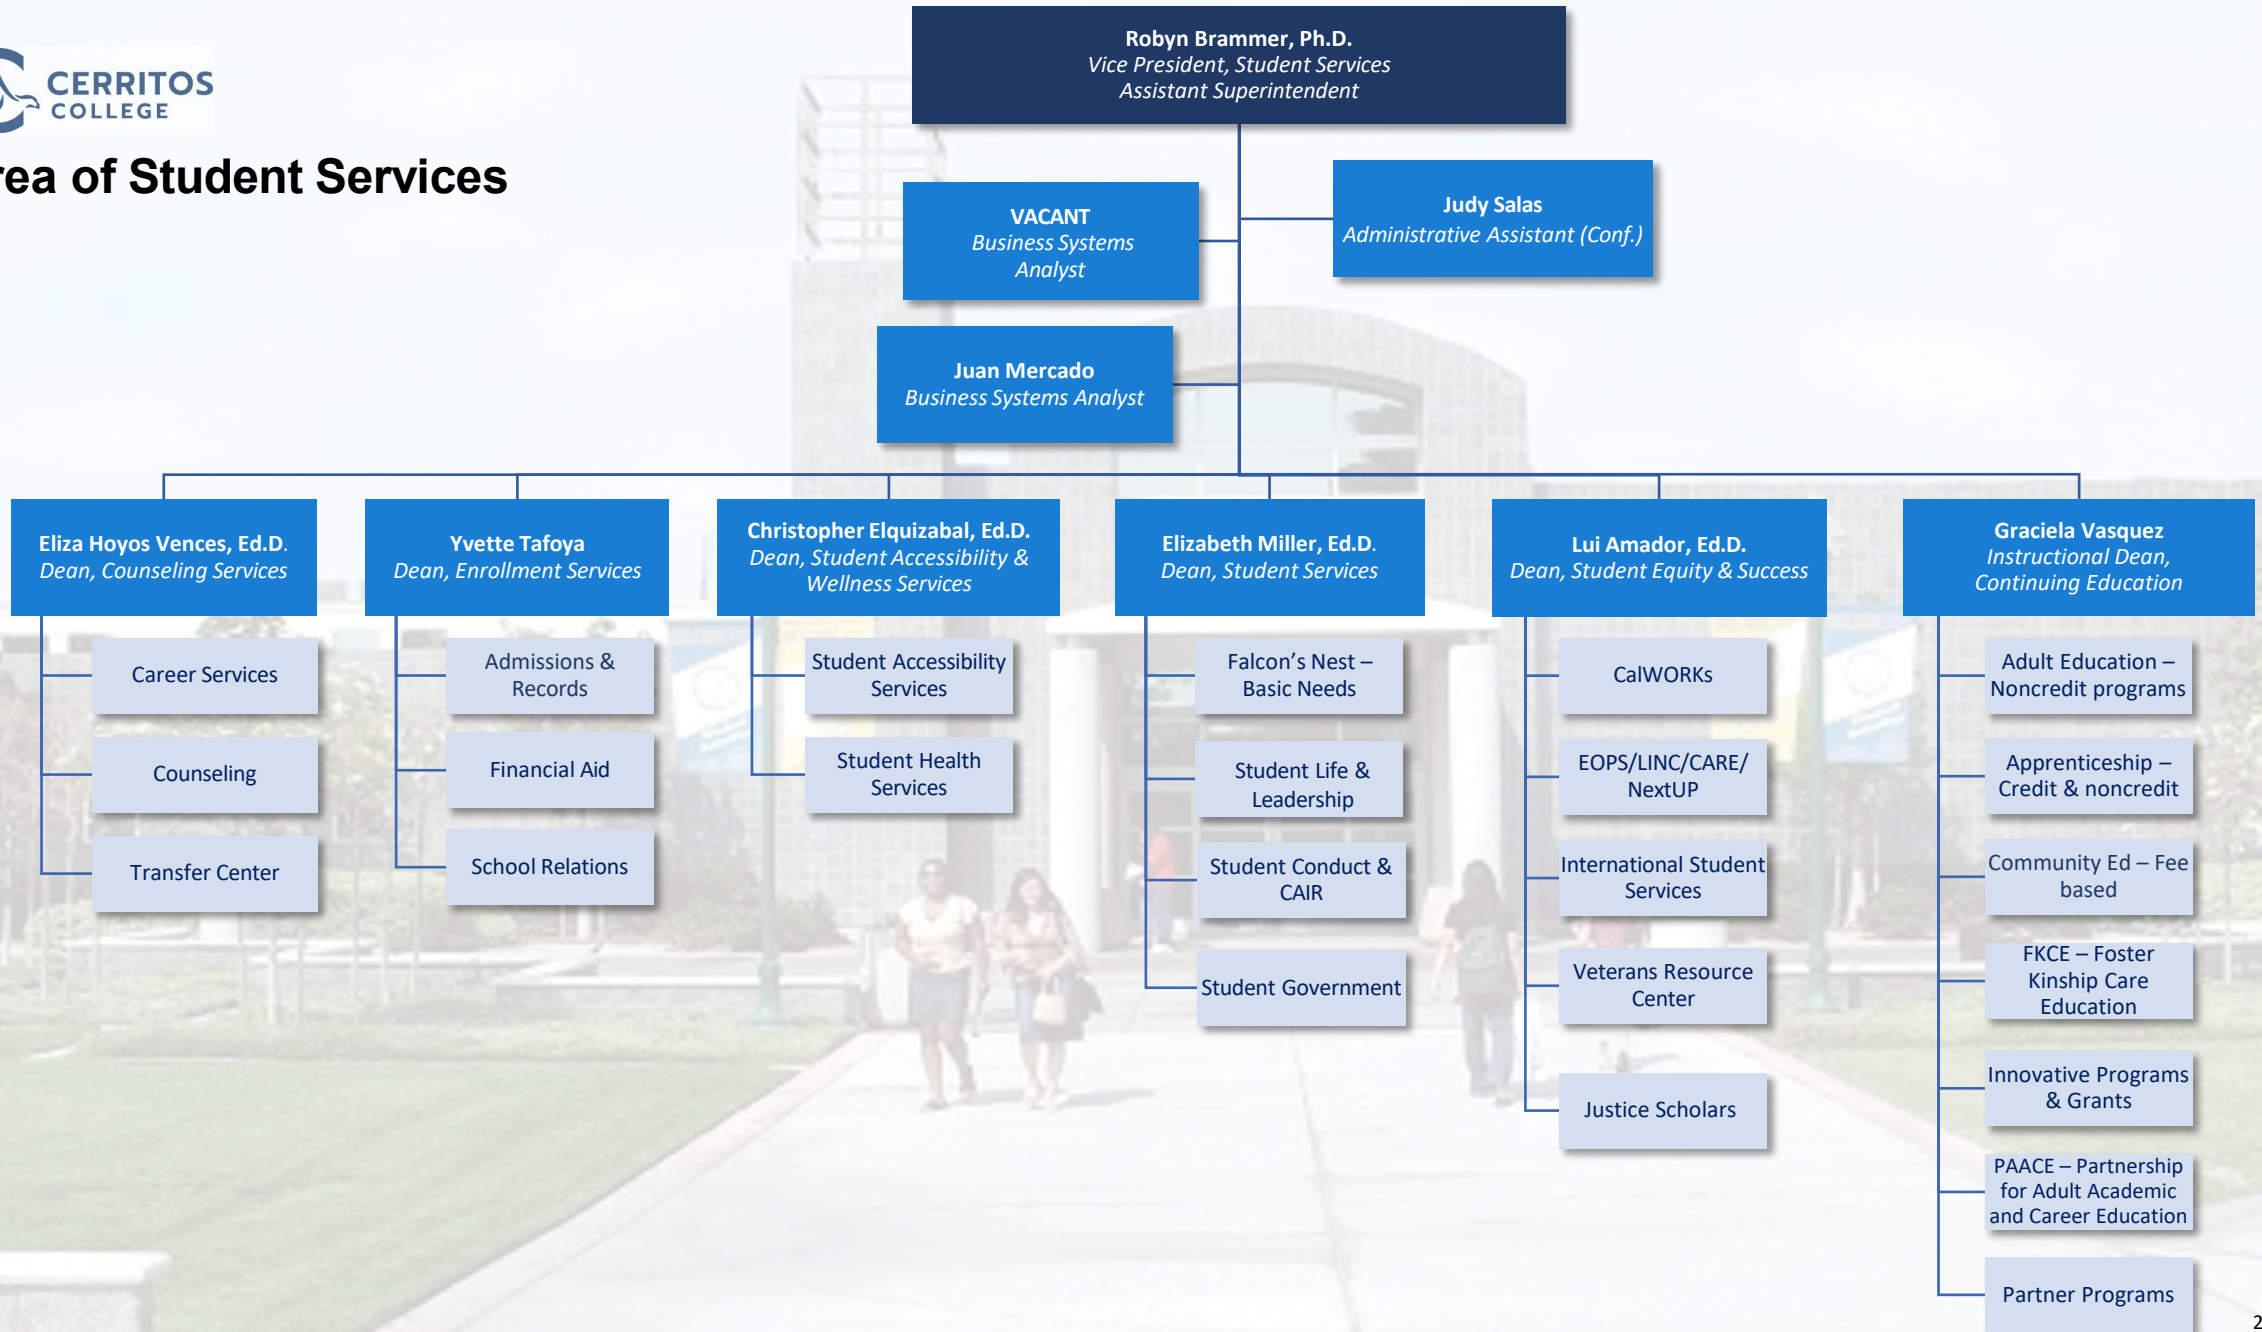 CERRITOS
COLLEGE
rea of Student Services
Robyn Brammer, Ph.D.
Vice President, Student Services
Assistant Superintendent
VACANT
Business Systems
Analyst
Judy Salas
Administrative Assistant (Conf.)
Juan Mercado
Business Systems Analyst
Eliza Hoyos Vences, Ed.D.
Dean, Counseling Services
Career Services
Counseling
Transfer Center
Yvette Tafoya
Dean, Enrollment Services
Admissions &
Records
Financial Aid
School Relations
Christopher Elquizabal, Ed.D.
Dean, Student Accessibility &
Wellness Services
Student Accessibility
Services
Student Health
Services
Elizabeth Miller, Ed.D.
Dean, Student Services
Falcon’s Nest –
Basic Needs
Student Life &
Leadership
Student Conduct &
CAIR
Student Government
Lui Amador, Ed.D.
Dean, Student Equity & Success
CalWORKs
EOPS/LINC/CARE/
NextUP
International Student
Services
Veterans Resource
Center
Justice Scholars
Graciela Vasquez
Instructional Dean,
Continuing Education
Adult Education –
Noncredit programs
Apprenticeship –
Credit & noncredit
Community Ed – Fee
based
FKCE – Foster
Kinship Care
Education
Innovative Programs
& Grants
PAACE – Partnership
for Adult Academic
and Career Education
Partner Programs
2